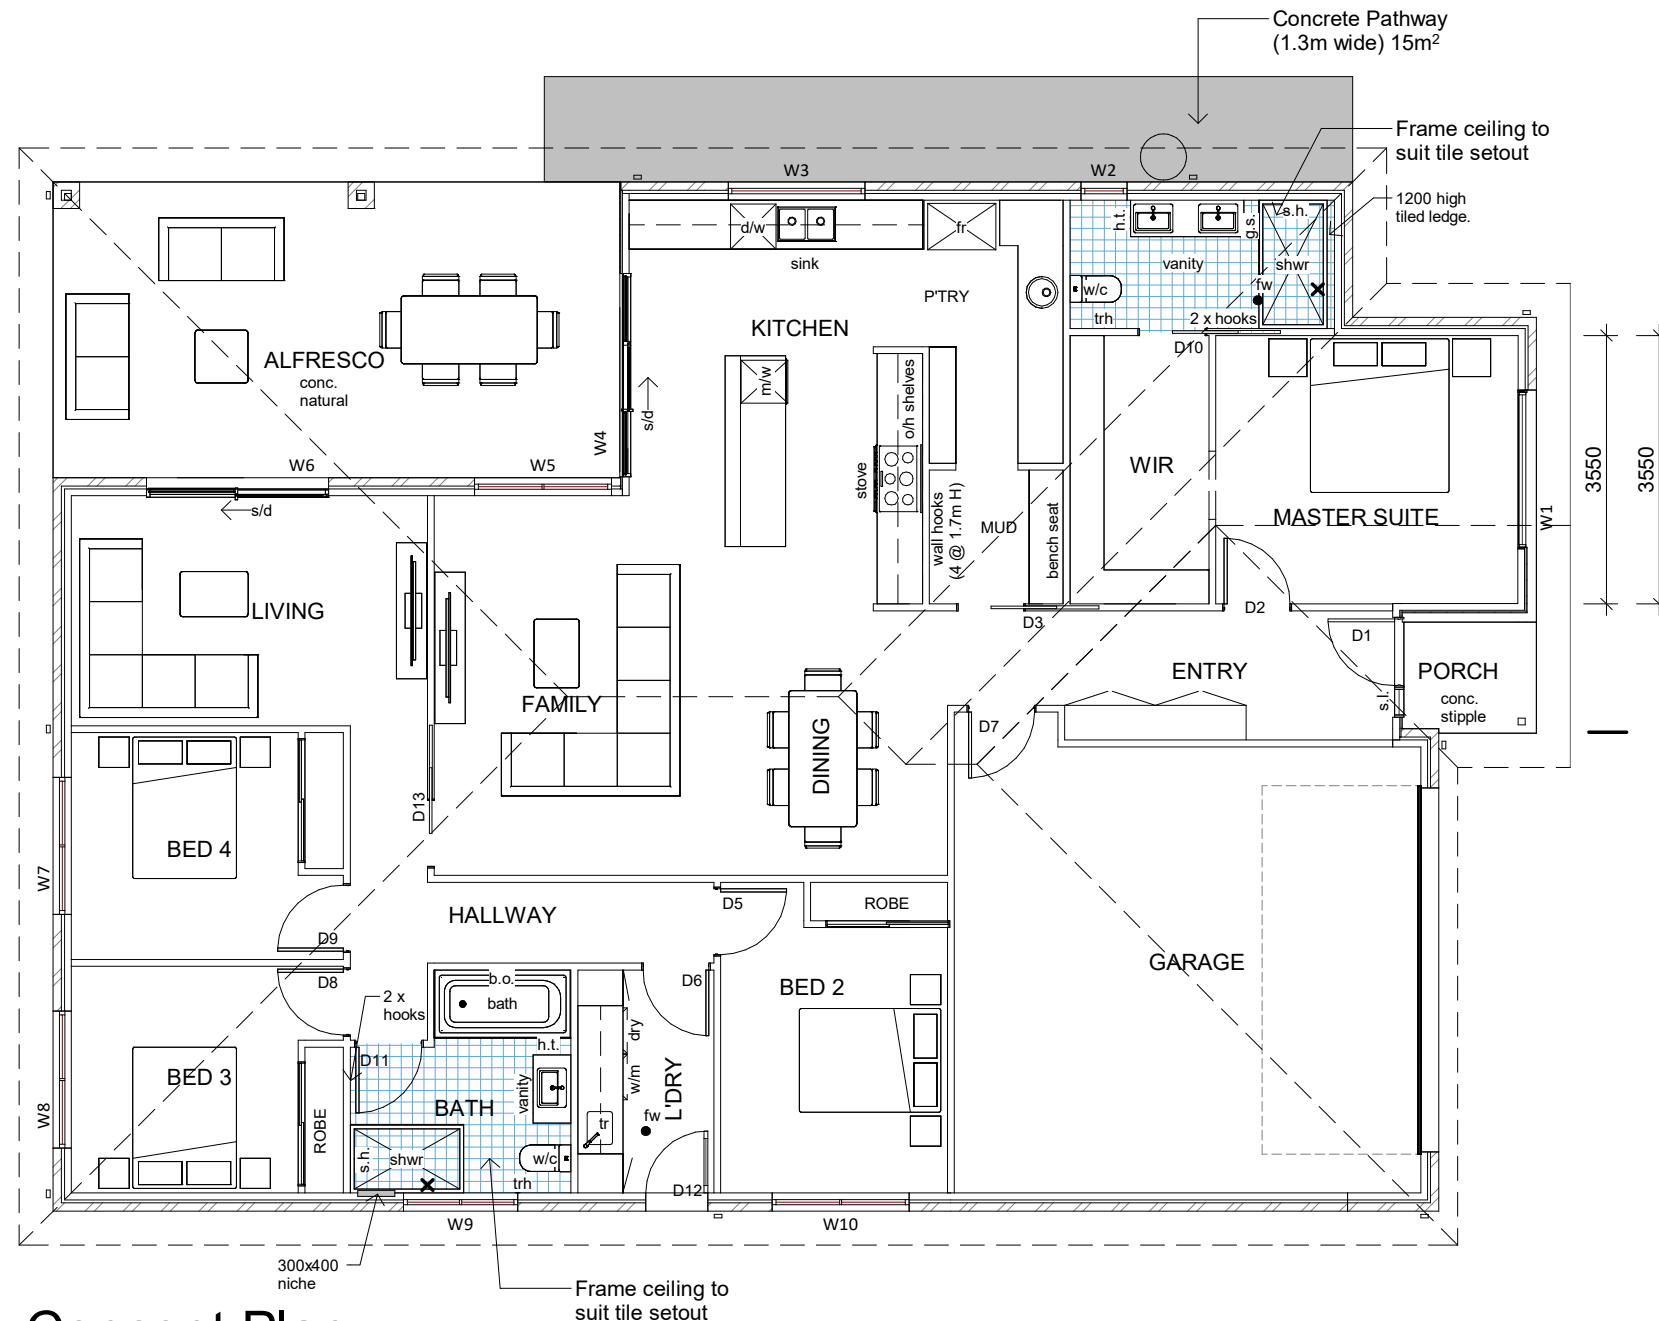 Concrete Pathway
(1.3m wide) 15m²
Frame ceiling to
suit tile setout
1200 high
tiled ledge.
W3
W2
d/w
sink
fr
h.t.
g.s.
s.h.
vanity
shwr
w/c
fw
trh
2 x hooks
D10
P'TRY
KITCHEN
ALFRESCO
conc.
natural
m/w
o/h shelves
s/d
W4
W6
W5
s/d
stove
wall hooks
(4 @ 1.7m H)
MUD
bench seat
WIR
MASTER SUITE
W1
3550
3550
LIVING
D3
D2
D1
ENTRY
PORCH
conc.
stipple
s.l.
FAMILY
DINING
D7
D13
BED 4
W7
HALLWAY
D5
ROBE
D9
D8
D6
BED 2
GARAGE
2 x
hooks
b.o.
bath
h.t.
dry
w/m
D11
BED 3
W8
ROBE
BATH
vanity
fw
L'DRY
tr
s.h.
shwr
w/c
trh
D12
W9
W10
300x400
niche
Frame ceiling to
suit tile setout
Concept Plan